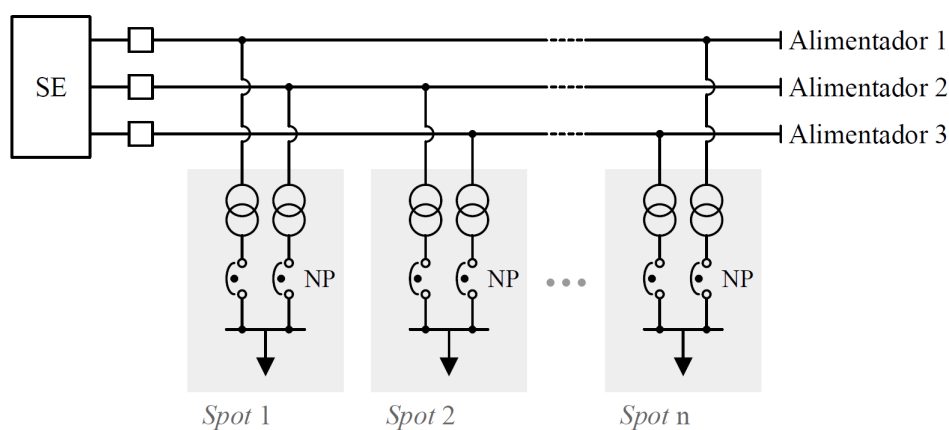 SE
Alimentador 1
Alimentador 2
Alimentador 3
NP
NP
NP
Spot 1
Spot 2
Spot n